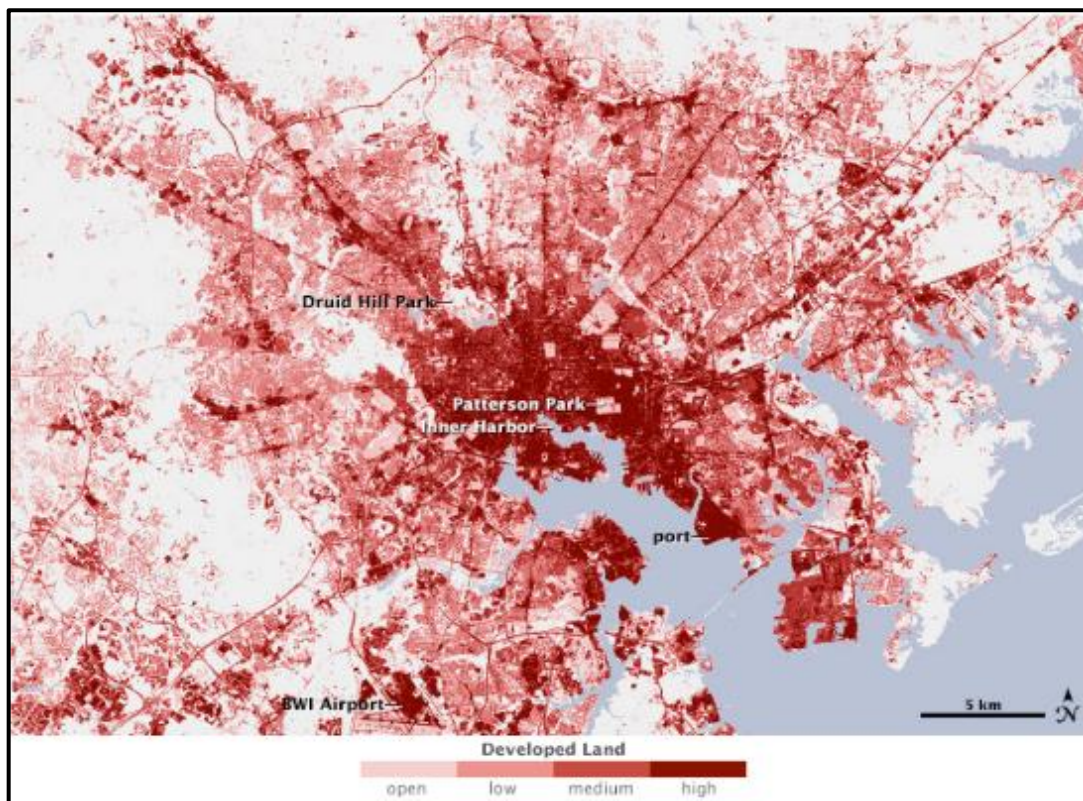 Druid Hill Park
Patterson Park
Inner Harbor
port
BWI Airport
5 km
N
Developed Land
open low medium high